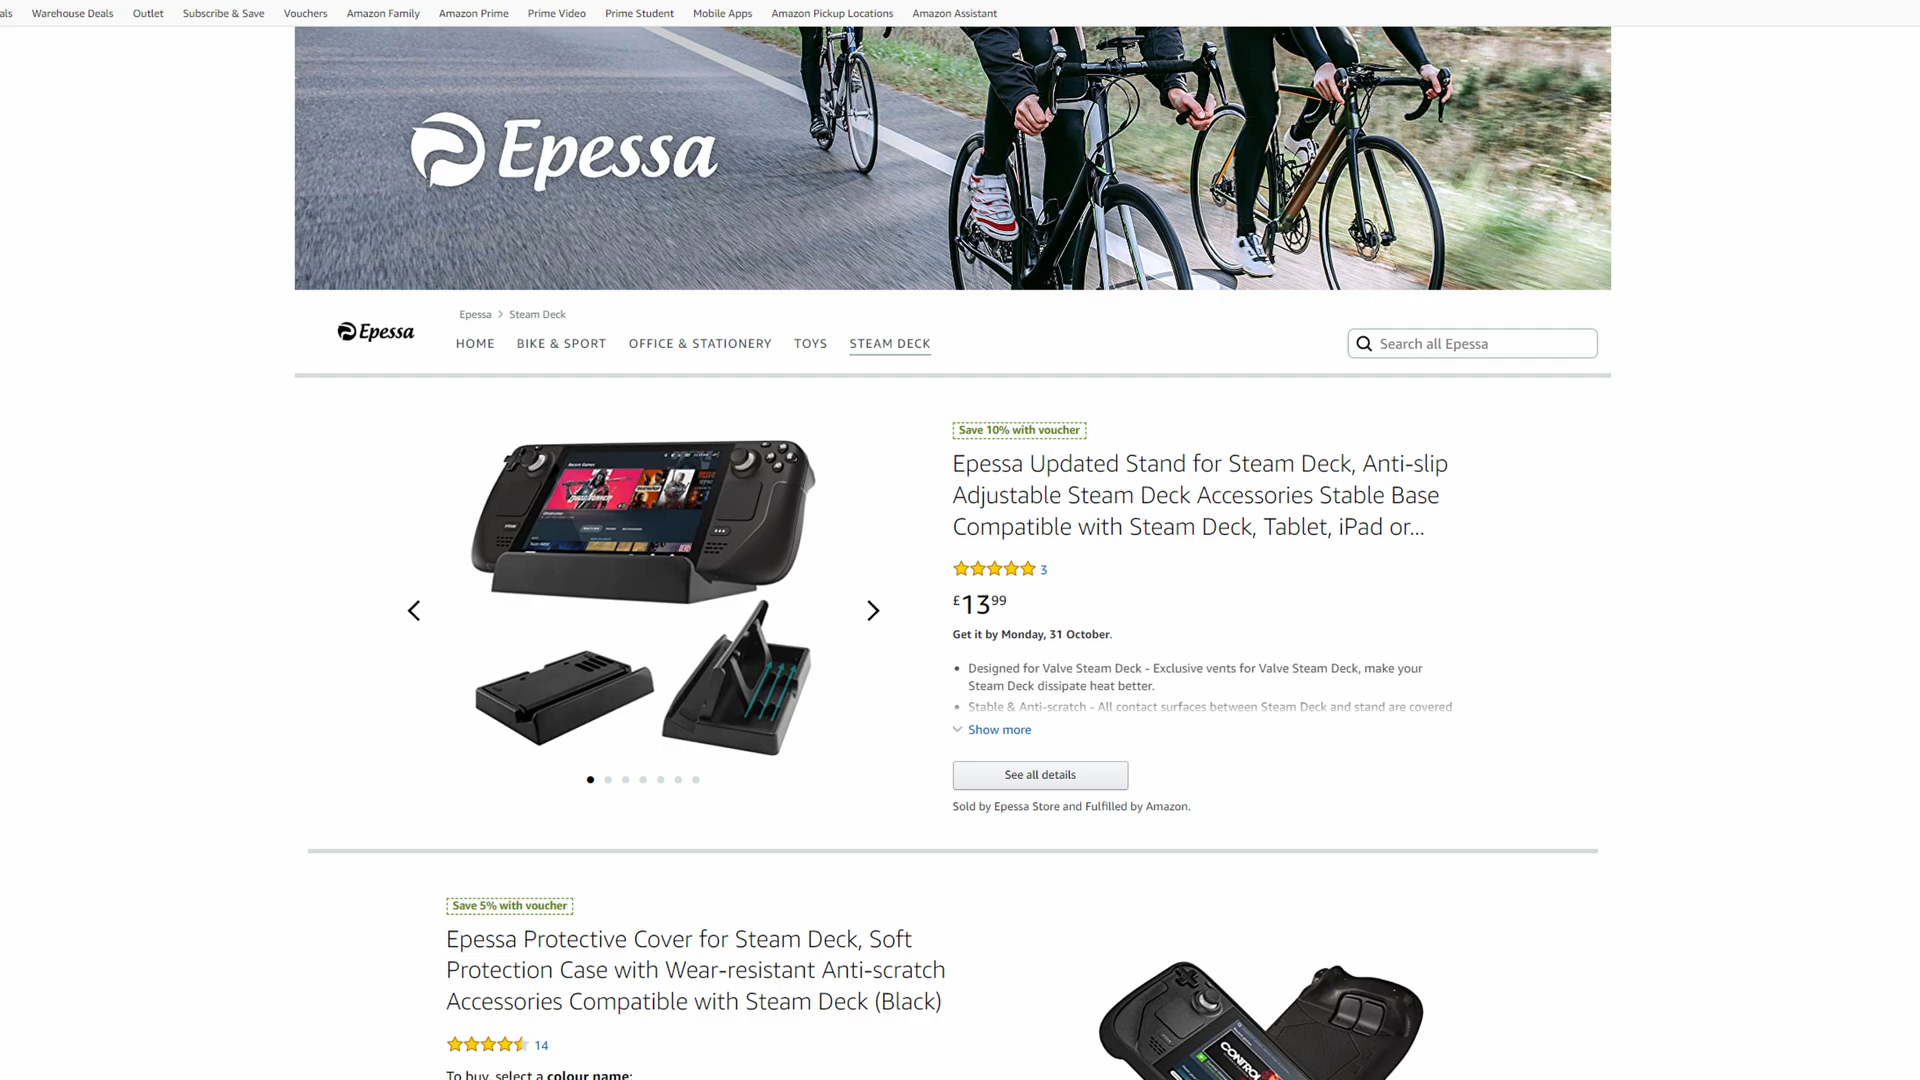 als Warehouse Deals Outlet Subscribe & Save Vouchers Amazon Family Amazon Prime Prime Video Prime Student Mobile Apps Amazon Pickup Locations Amazon Assistant
Epessa
Epessa
Epessa > Steam Deck
HOME BIKE & SPORT OFFICE & STATIONERY TOYS STEAM DECK
Search all Epessa
Save 10% with voucher
Epessa Updated Stand for Steam Deck, Anti-slip
Adjustable Steam Deck Accessories Stable Base
Compatible with Steam Deck, Tablet, iPad or...
3
£1399
Get it by Monday, 31 October.
Designed for Valve Steam Deck - Exclusive vents for Valve Steam Deck, make your
Steam Deck dissipate heat better.
Stable & Anti-scratch - All contact surfaces between Steam Deck and stand are covered
Show more
See all details
Sold by Epessa Store and Fulfilled by Amazon.
Save 5% with voucher
Epessa Protective Cover for Steam Deck, Soft
Protection Case with Wear-resistant Anti-scratch
Accessories Compatible with Steam Deck (Black)
14
To buy, select a colour name:
CONTROL